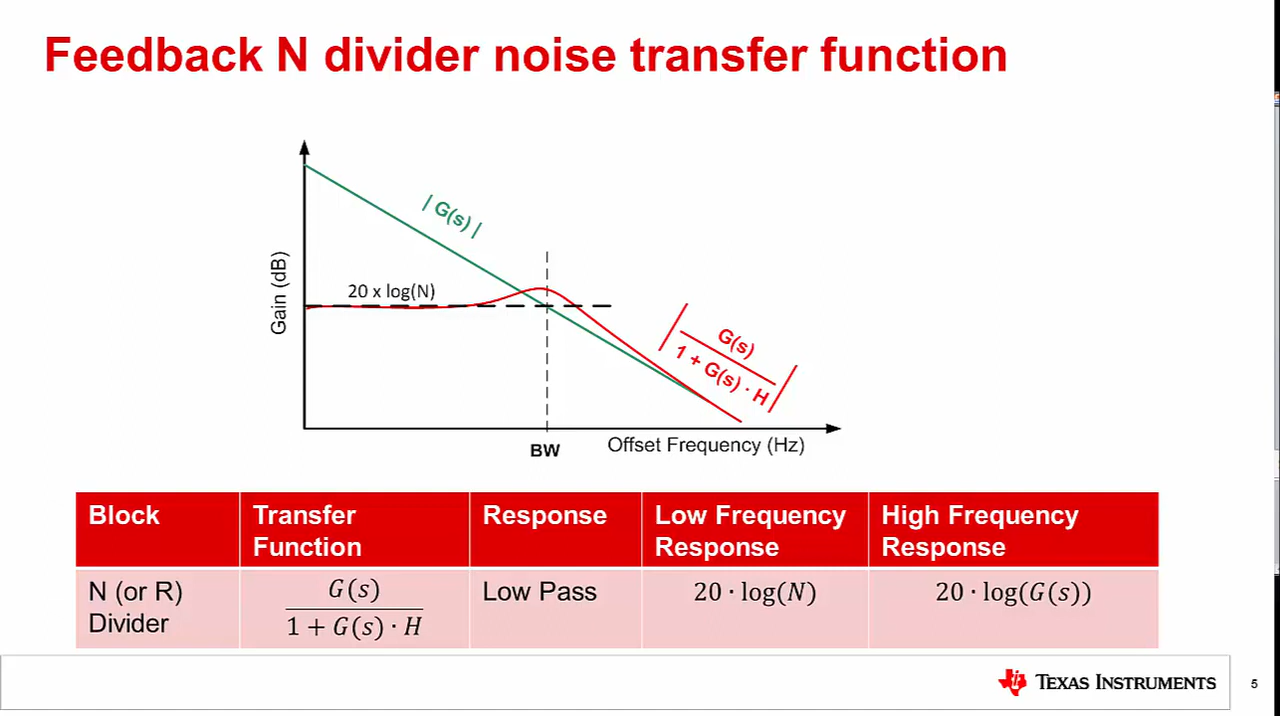 Feedback N divider noise transfer function
| G(s) |
20 x log(N)
Gain (dB)
G(s)
1 + G(s) · H
BW
Offset Frequency (Hz)
Block
Transfer
Function
Response
Low Frequency
Response
High Frequency
Response
N (or R)
Divider
G(s)
1 + G(s) · H
Low Pass
20 · log(N)
20 · log(G(s))
TEXAS INSTRUMENTS
5